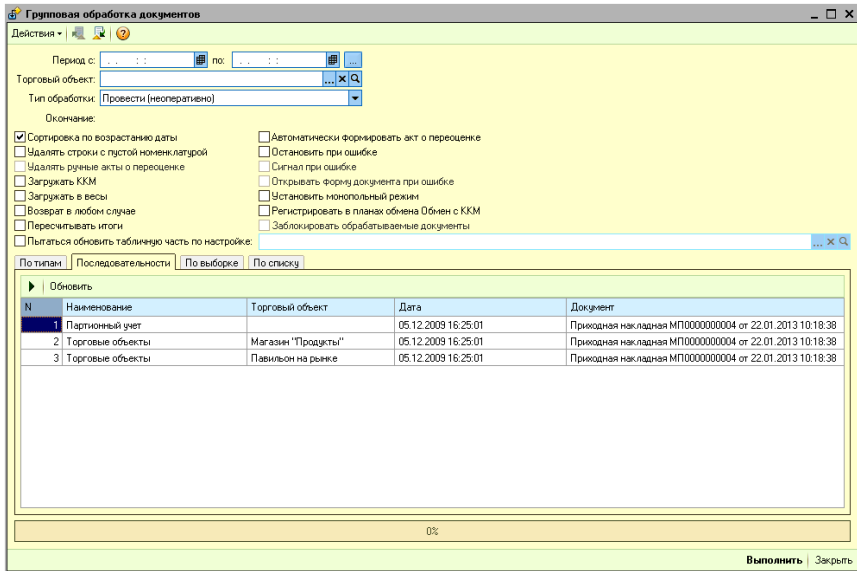 Групповая обработка документов
Действия
Период с: . . : : по: . . : : ...
Торговый объект: ...
Тип обработки: Провести (неоперативно)
Окончание:
Сортировка по возрастанию даты
Автоматически формировать акт о переоценке
Удалять строки с пустой номенклатурой
Остановить при ошибке
Удалять ручные акты о переоценке
Сигнал при ошибке
Загружать ККМ
Открывать форму документа при ошибке
Загружать в весы
Установить монопольный режим
Возврат в любом случае
Регистрировать в планах обмена Обмен с ККМ
Пересчитывать итоги
Заблокировать обрабатываемые документы
Пытаться обновить табличную часть по настройке: ...
По типам Последовательности По выборке По списку
Обновить
N Наименование Торговый объект Дата Документ
1 Партионный учет 05.12.2009 16:25:01 Приходная накладная МП0000000004 от 22.01.2013 10:18:38
2 Торговые объекты Магазин "Продукты" 05.12.2009 16:25:01 Приходная накладная МП0000000004 от 22.01.2013 10:18:38
3 Торговые объекты Павильон на рынке 05.12.2009 16:25:01 Приходная накладная МП0000000004 от 22.01.2013 10:18:38
0%
Выполнить Закрыть